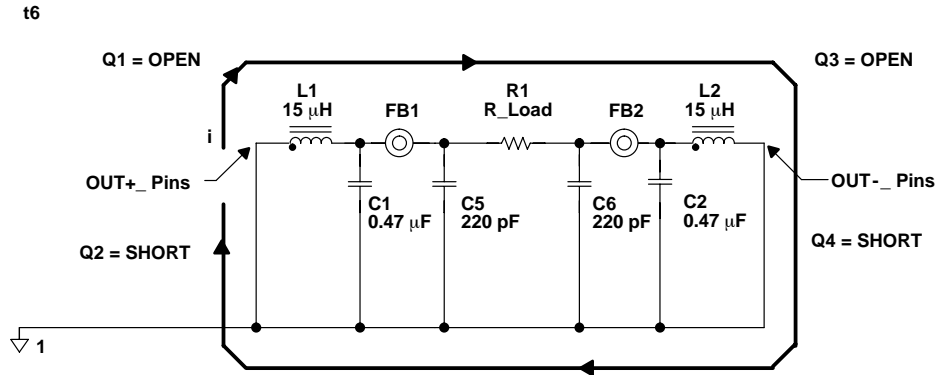 t6
Q1 = OPEN
Q3 = OPEN
L1
15 μH
FB1
R1
R_Load
FB2
L2
15 μH
i
OUT+_ Pins
OUT-_ Pins
C1
0.47 μF
C5
220 pF
C6
220 pF
C2
0.47 μF
Q2 = SHORT
Q4 = SHORT
1